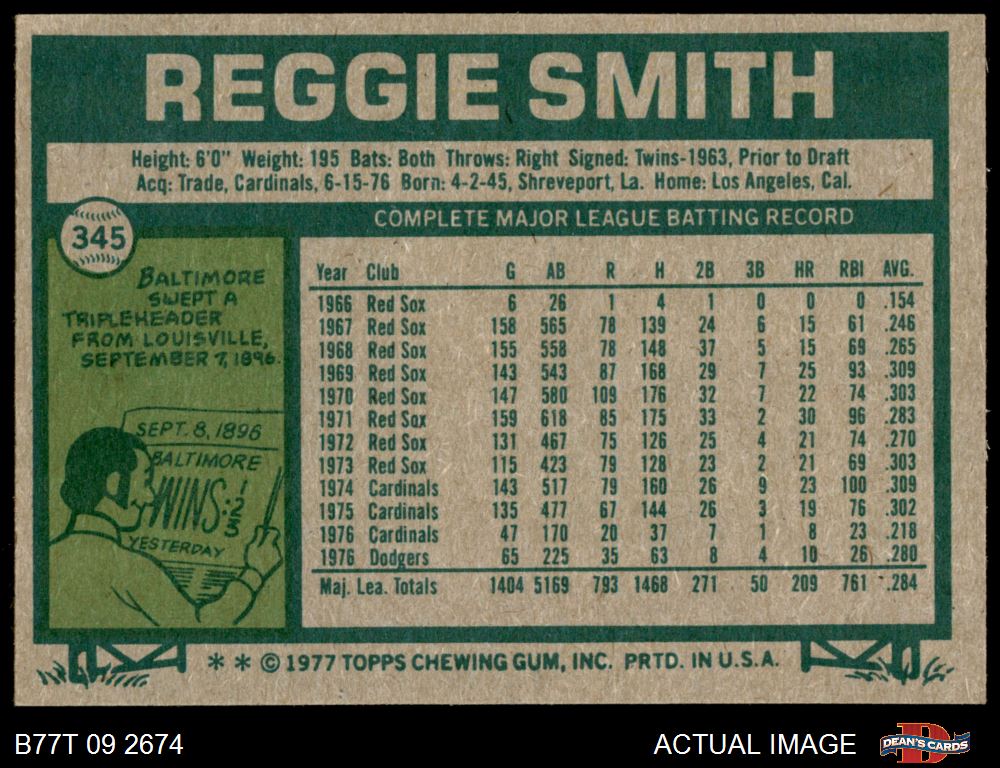 REGGIE SMITH
Height: 6'0" Weight: 195 Bats: Both Throws: Right Signed: Twins-1963, Prior to Draft
Acq: Trade, Cardinals, 6-15-76 Born: 4-2-45, Shreveport, La. Home: Los Angeles, Cal.
345
COMPLETE MAJOR LEAGUE BATTING RECORD
BALTIMORE
SWEPT A
TRIPLEHEADER
FROM LOUISVILLE,
SEPTEMBER 7, 1896.
SEPT. 8, 1896
BALTIMORE
WINS: 1
2
3
YESTERDAY
Year Club G AB R H 2B 3B HR RBI AVG.
1966 Red Sox 6 26 1 4 1 0 0 0 .154
1967 Red Sox 158 565 78 139 24 6 15 61 .246
1968 Red Sox 155 558 78 148 37 5 15 69 .265
1969 Red Sox 143 543 87 168 29 7 25 93 .309
1970 Red Sox 147 580 109 176 32 7 22 74 .303
1971 Red Sox 159 618 85 175 33 2 30 96 .283
1972 Red Sox 131 467 75 126 25 4 21 74 .270
1973 Red Sox 115 423 79 128 23 2 21 69 .303
1974 Cardinals 143 517 79 160 26 9 23 100 .309
1975 Cardinals 135 477 67 144 26 3 19 76 .302
1976 Cardinals 47 170 20 37 7 1 8 23 .218
1976 Dodgers 65 225 35 63 8 4 10 26 .280
Maj. Lea. Totals 1404 5169 793 1468 271 50 209 761 .284
* * © 1977 TOPPS CHEWING GUM, INC. PRTD. IN U.S.A.
B77T 09 2674
ACTUAL IMAGE
DEAN'S CARDS